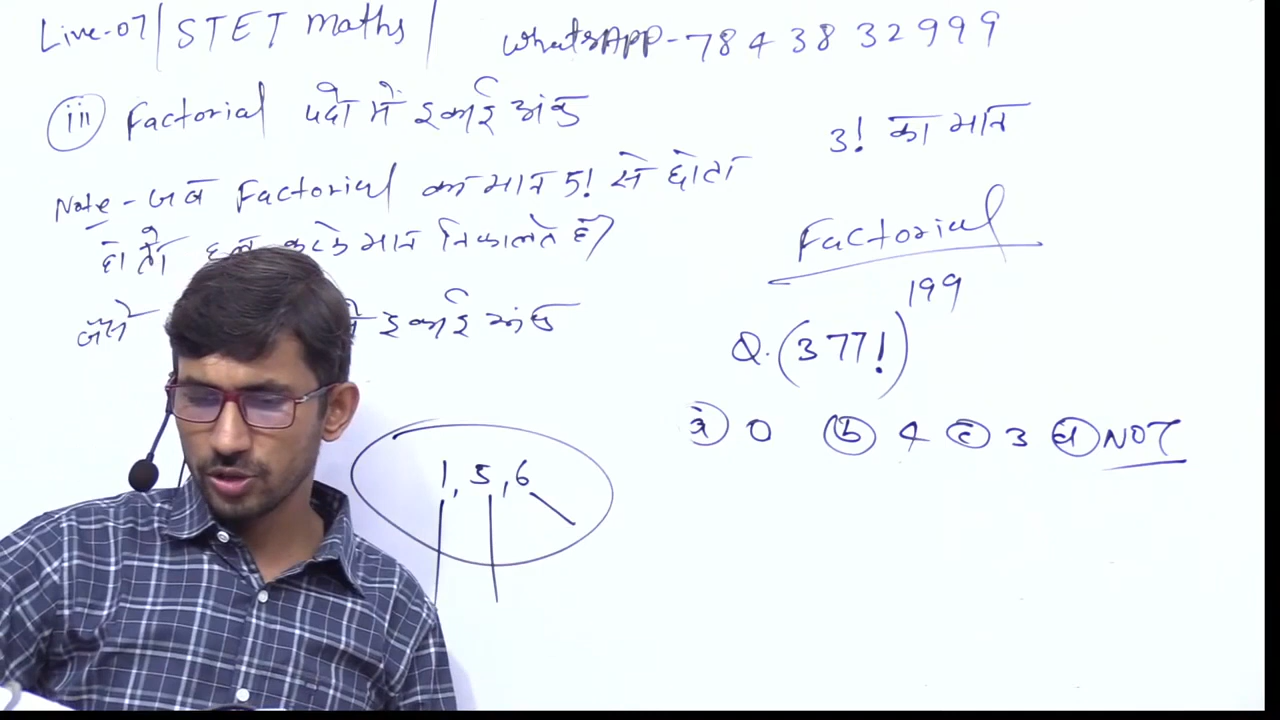 Live-07 | STET Maths |
WhatsAPP-7843832999
(iii) Factorial पदो में इकाई अंक
Note - जब Factorial का मान 5! से छोटा
हो तो करके मान निकालते है/
जैसे इकाई अंक
1, 5, 6
3! का मान
Factorial
Q. (377!)^199
(a) 0 (b) 4 (c) 3 (d) NOT